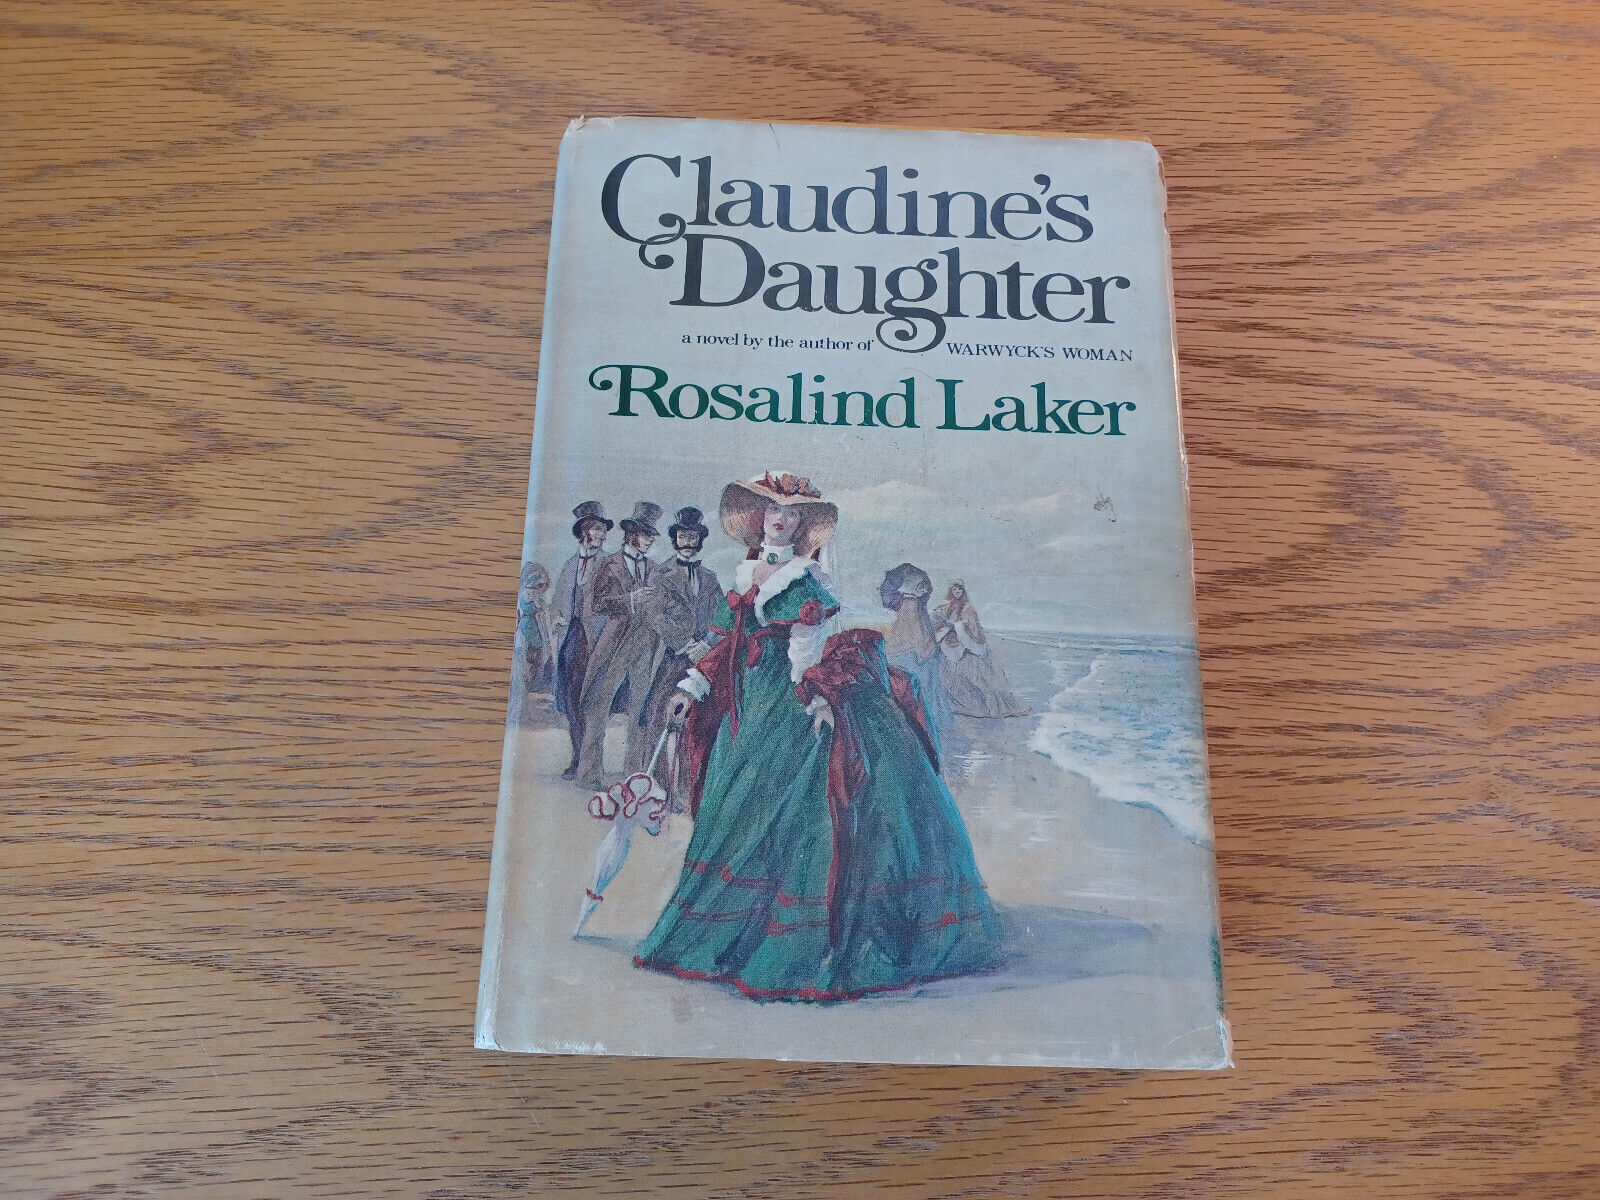 Claudine's
Daughter
a novel by the author of WARWYCK'S WOMAN
Rosalind Laker